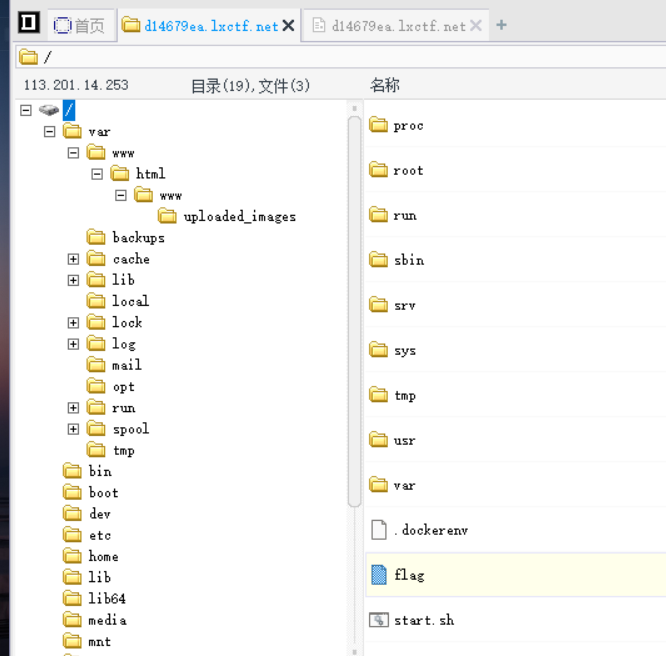 首页 d14679ea.lxctf.net d14679ea.lxctf.net
/
113.201.14.253 目录(19),文件(3) 名称
/
var
www
html
www
uploaded_images
backups
cache
lib
local
lock
log
mail
opt
run
spool
tmp
bin
boot
dev
etc
home
lib
lib64
media
mnt
proc
root
run
sbin
srv
sys
tmp
usr
var
.dockerenv
flag
start.sh